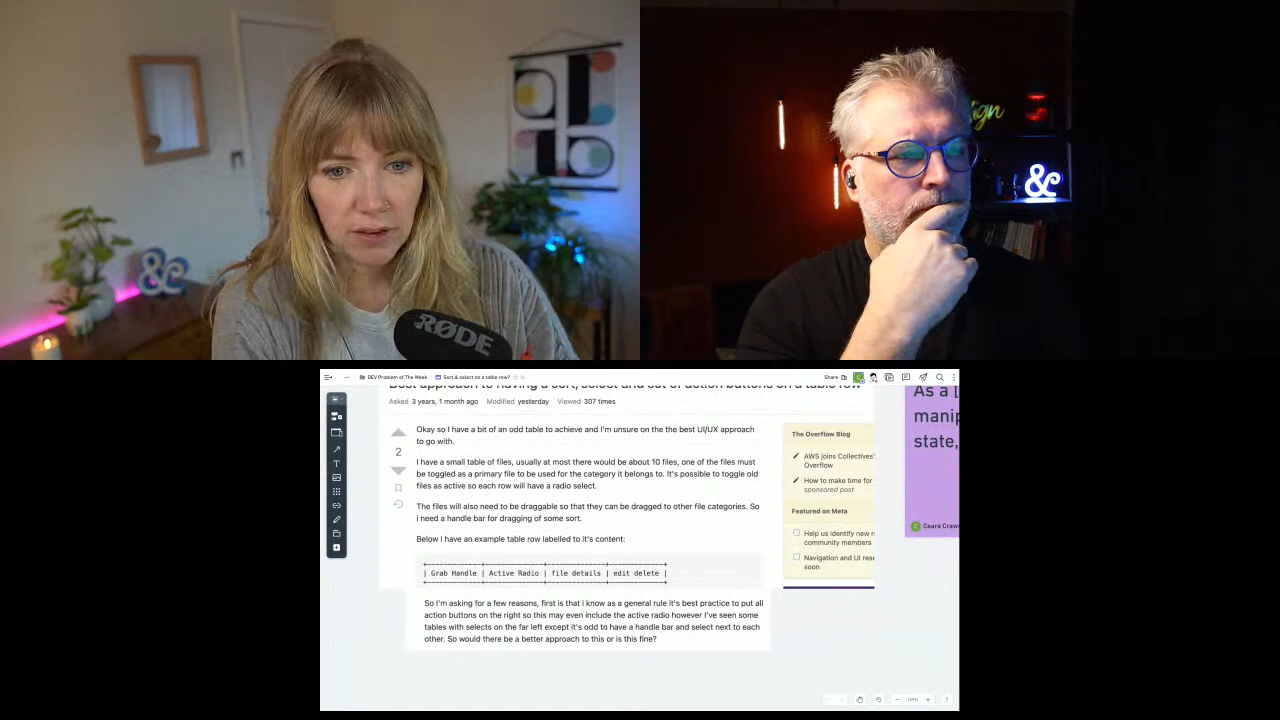 sign
&
&
RØDE
DEV Problem of The Week
Sort & select on a table row?
Share
Best approach to having a sort, select and set of action buttons on a table row
As a [
manip
state,
Asked 3 years, 1 month ago Modified yesterday Viewed 307 times
2
Okay so I have a bit of an odd table to achieve and I'm unsure on the the best UI/UX approach
to go with.
I have a small table of files, usually at most there would be about 10 files, one of the files must
be toggled as a primary file to be used for the category it belongs to. It's possible to toggle old
files as active so each row will have a radio select.
The files will also need to be draggable so that they can be dragged to other file categories. So
i need a handle bar for dragging of some sort.
Below I have an example table row labelled to it's content:
+-------------+--------------+--------------+-------------+
| Grab Handle | Active Radio | file details | edit delete |
+-------------+--------------+--------------+-------------+
So I'm asking for a few reasons, first is that i know as a general rule it's best practice to put all
action buttons on the right so this may even include the active radio however I've seen some
tables with selects on the far left except it's odd to have a handle bar and select next to each
other. So would there be a better approach to this or is this fine?
The Overflow Blog
AWS joins Collectives
Overflow
How to make time for
sponsored post
Featured on Meta
Help us identify new r
community members
Navigation and UI rese
soon
C
Ceara Craw